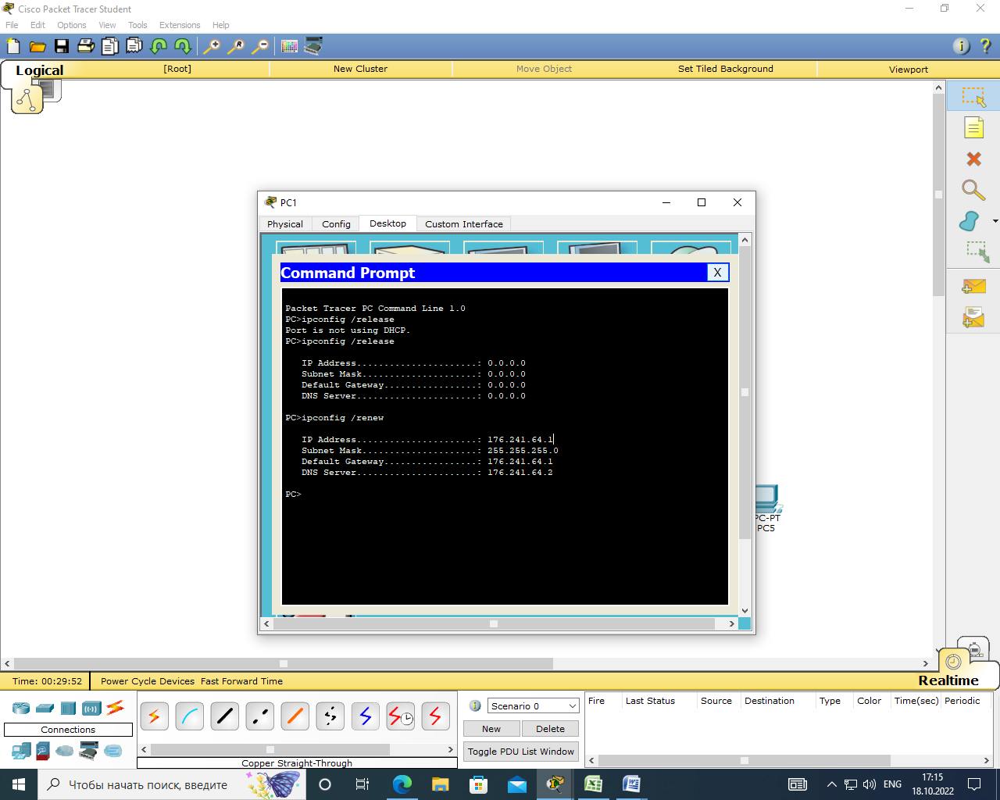 Cisco Packet Tracer Student
File Edit Options View Tools Extensions Help
Logical [Root] New Cluster Move Object Set Tiled Background Viewport
PC1
Physical Config Desktop Custom Interface
Command Prompt X
Packet Tracer PC Command Line 1.0
PC>ipconfig /release
Port is not using DHCP.
PC>ipconfig /release
IP Address......................: 0.0.0.0
Subnet Mask.....................: 0.0.0.0
Default Gateway.................: 0.0.0.0
DNS Server......................: 0.0.0.0
PC>ipconfig /renew
IP Address......................: 176.241.64.1
Subnet Mask.....................: 255.255.255.0
Default Gateway.................: 176.241.64.1
DNS Server......................: 176.241.64.2
PC>
PC-PT
PC5
Time: 00:29:52 Power Cycle Devices Fast Forward Time
Realtime
Connections
Copper Straight-Through
Scenario 0
New Delete
Toggle PDU List Window
Fire Last Status Source Destination Type Color Time(sec) Periodic
Чтобы начать поиск, введите
ENG
17:15
18.10.2022